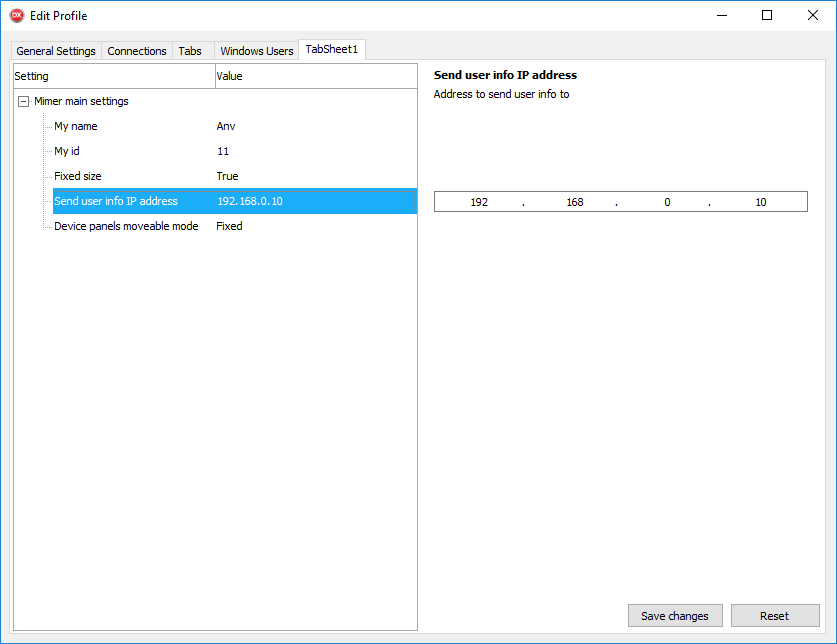 DX Edit Profile
General Settings Connections Tabs Windows Users TabSheet1
Setting Value
Mimer main settings
My name Anv
My id 11
Fixed size True
Send user info IP address 192.168.0.10
Device panels moveable mode Fixed
Send user info IP address
Address to send user info to
192 . 168 . 0 . 10
Save changes Reset